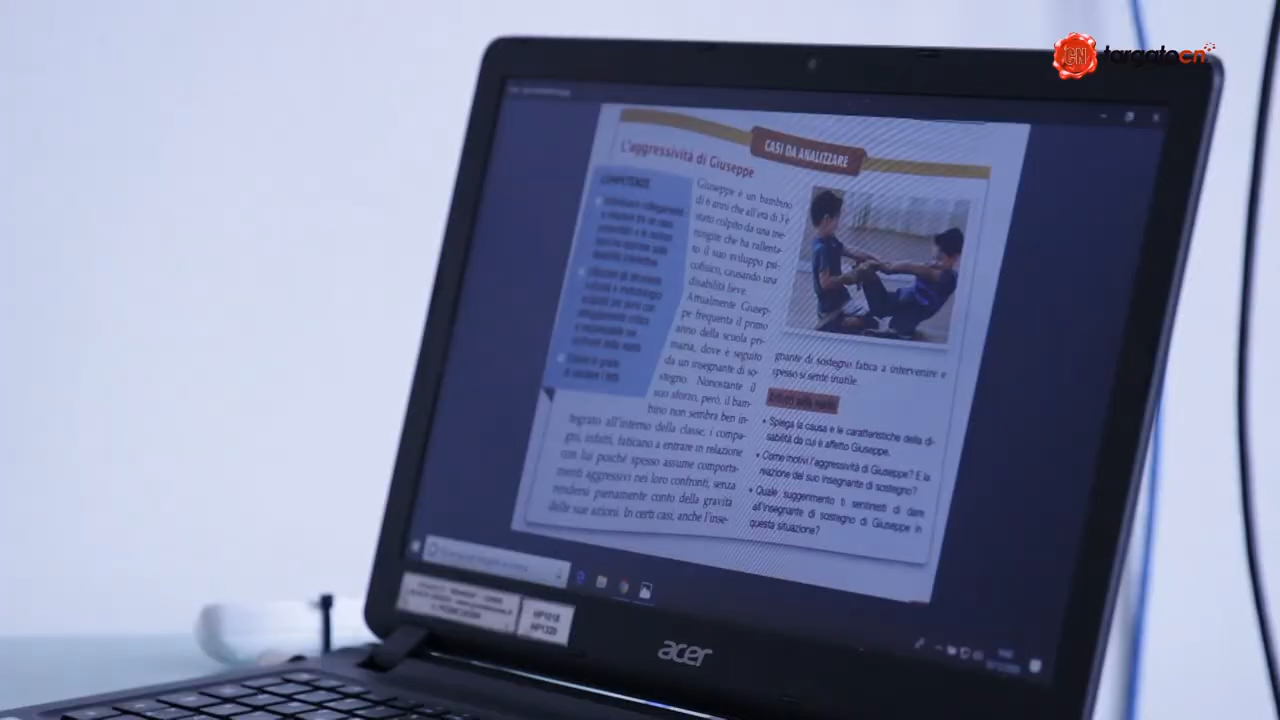 CN targatocn
CASI DA ANALIZZARE
L'aggressività di Giuseppe
COMPETENZE
Giuseppe è un bambino
di 6 anni che all'età di 3 è
stato colpito da una me-
ningite che ha rallenta-
to il suo sviluppo psi-
cofisico, causando una
disabilità lieve.
Attualmente Giusep-
pe frequenta il primo
anno della scuola pri-
maria, dove è seguito
da un insegnante di so-
stegno. Nonostante il
suo sforzo, però, il bam-
bino non sembra ben in-
tegrato all'interno della classe, i compa-
gni, infatti, faticano a entrare in relazione
con lui poiché spesso assume comporta-
menti aggressivi nei loro confronti, senza
rendersi pienamente conto della gravità
delle sue azioni. In certi casi, anche l'inse-
gnante di sostegno fatica a intervenire e
spesso si sente inutile.
• Spiega la causa e le caratteristiche della di-
sabilità da cui è affetto Giuseppe.
• Come motivi l'aggressività di Giuseppe? E la
reazione del suo insegnante di sostegno?
• Quale suggerimento ti sentiresti di dare
all'insegnante di sostegno di Giuseppe in
questa situazione?
HP1018
HP1320
acer